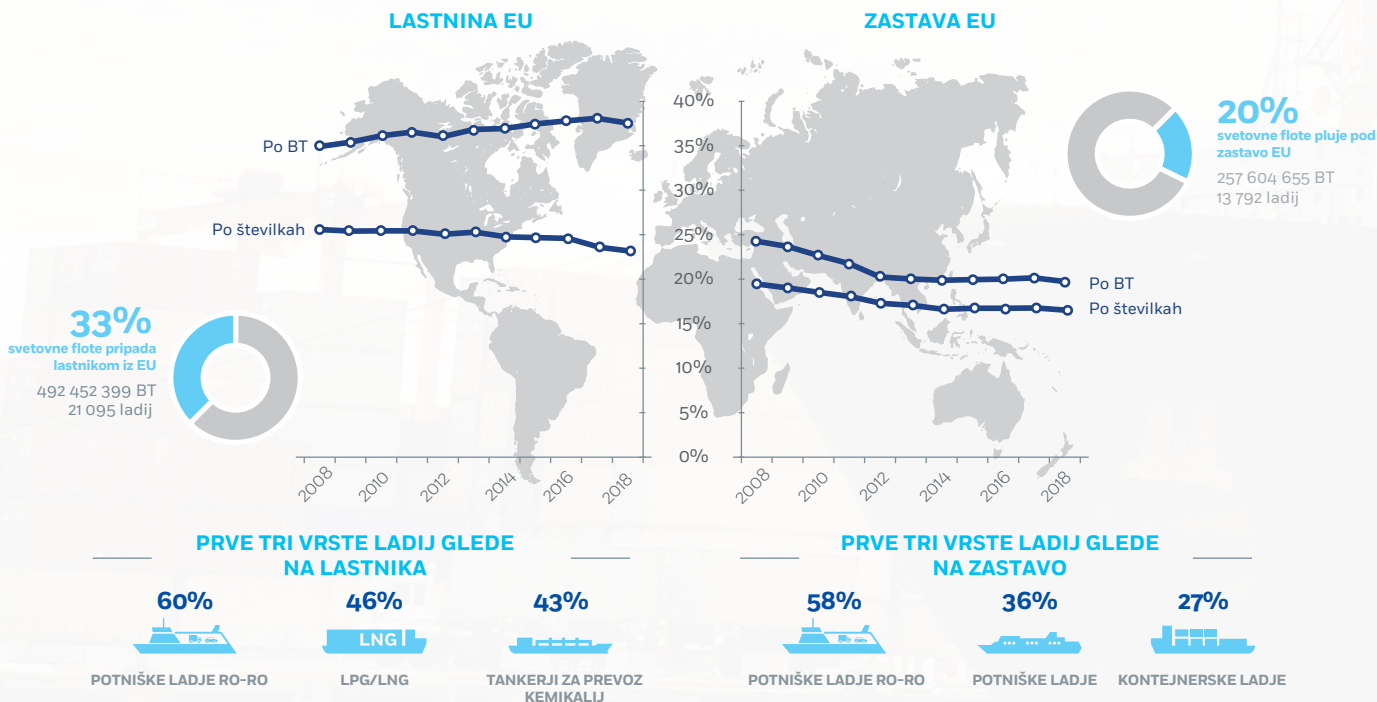 LASTNINA EU
ZASTAVA EU
Po BT
Po številkah
40%
35%
30%
25%
20%
15%
10%
5%
0%
2008
2010
2012
2014
2016
2018
33%
svetovne flote pripada
lastnikom iz EU
492 452 399 BT
21 095 ladij
20%
svetovne flote pluje pod
zastavo EU
257 604 655 BT
13 792 ladij
Po BT
Po številkah
2008
2010
2012
2014
2016
2018
PRVE TRI VRSTE LADIJ GLEDE
NA LASTNIKA
60%
46%
43%
LNG
POTNIŠKE LADJE RO-RO
LPG/LNG
TANKERJI ZA PREVOZ
KEMIKALIJ
PRVE TRI VRSTE LADIJ GLEDE
NA ZASTAVO
58%
36%
27%
POTNIŠKE LADJE RO-RO
POTNIŠKE LADJE
KONTEJNERSKE LADJE